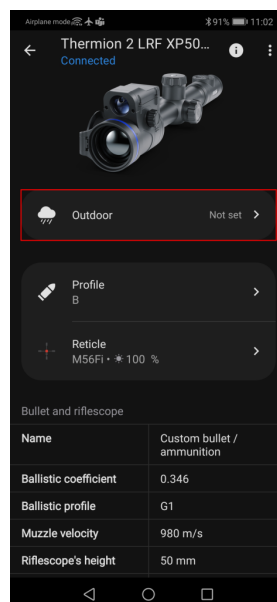 Airplane mode 91% 11:02
Thermion 2 LRF XP50...
Connected
Outdoor Not set
Profile
B
Reticle
M56Fi • 100 %
Bullet and riflescope
Name Custom bullet /
ammunition
Ballistic coefficient 0.346
Ballistic profile G1
Muzzle velocity 980 m/s
Riflescope's height 50 mm